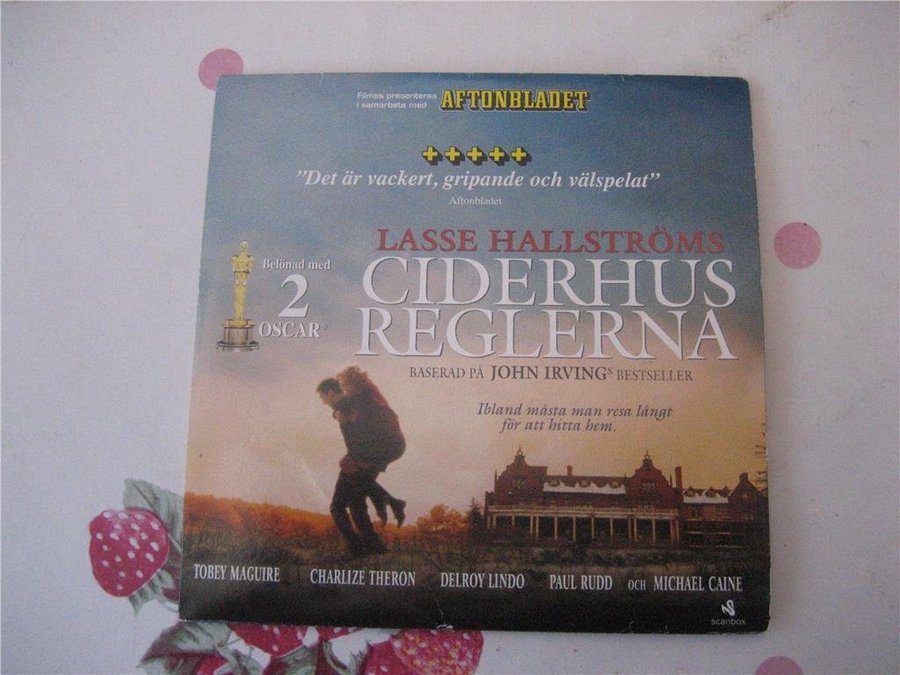 Filmen presenteras
i samarbete med
AFTONBLADET
+++++
"Det är vackert, gripande och välspelat"
Aftonbladet
LASSE HALLSTRÖMS
CIDERHUS
REGLERNA
Belönad med
2
OSCAR®
BASERAD PÅ JOHN IRVINGS BESTSELLER
Ibland måsta man resa långt
för att hitta hem.
TOBEY MAGUIRE CHARLIZE THERON DELROY LINDO PAUL RUDD OCH MICHAEL CAINE
scanbox